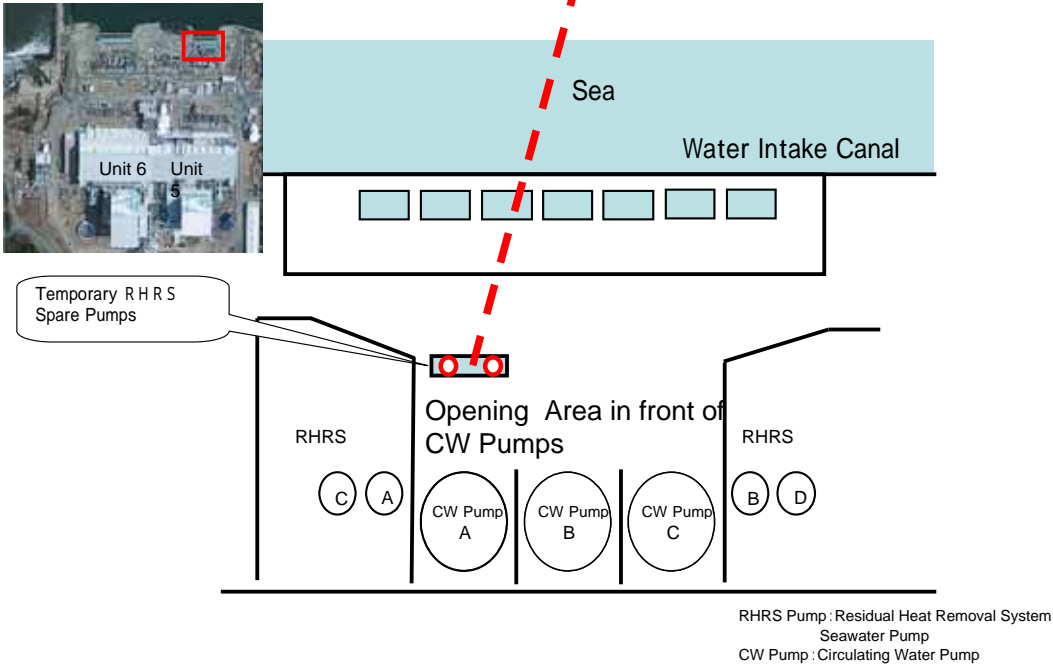 Sea
Water Intake Canal
Unit 6
Unit
5
Temporary RHRS
Spare Pumps
Opening Area in front of
CW Pumps
RHRS
RHRS
C
A
CW Pump
A
CW Pump
B
CW Pump
C
B
D
RHRS Pump:Residual Heat Removal System
Seawater Pump
CW Pump:Circulating Water Pump